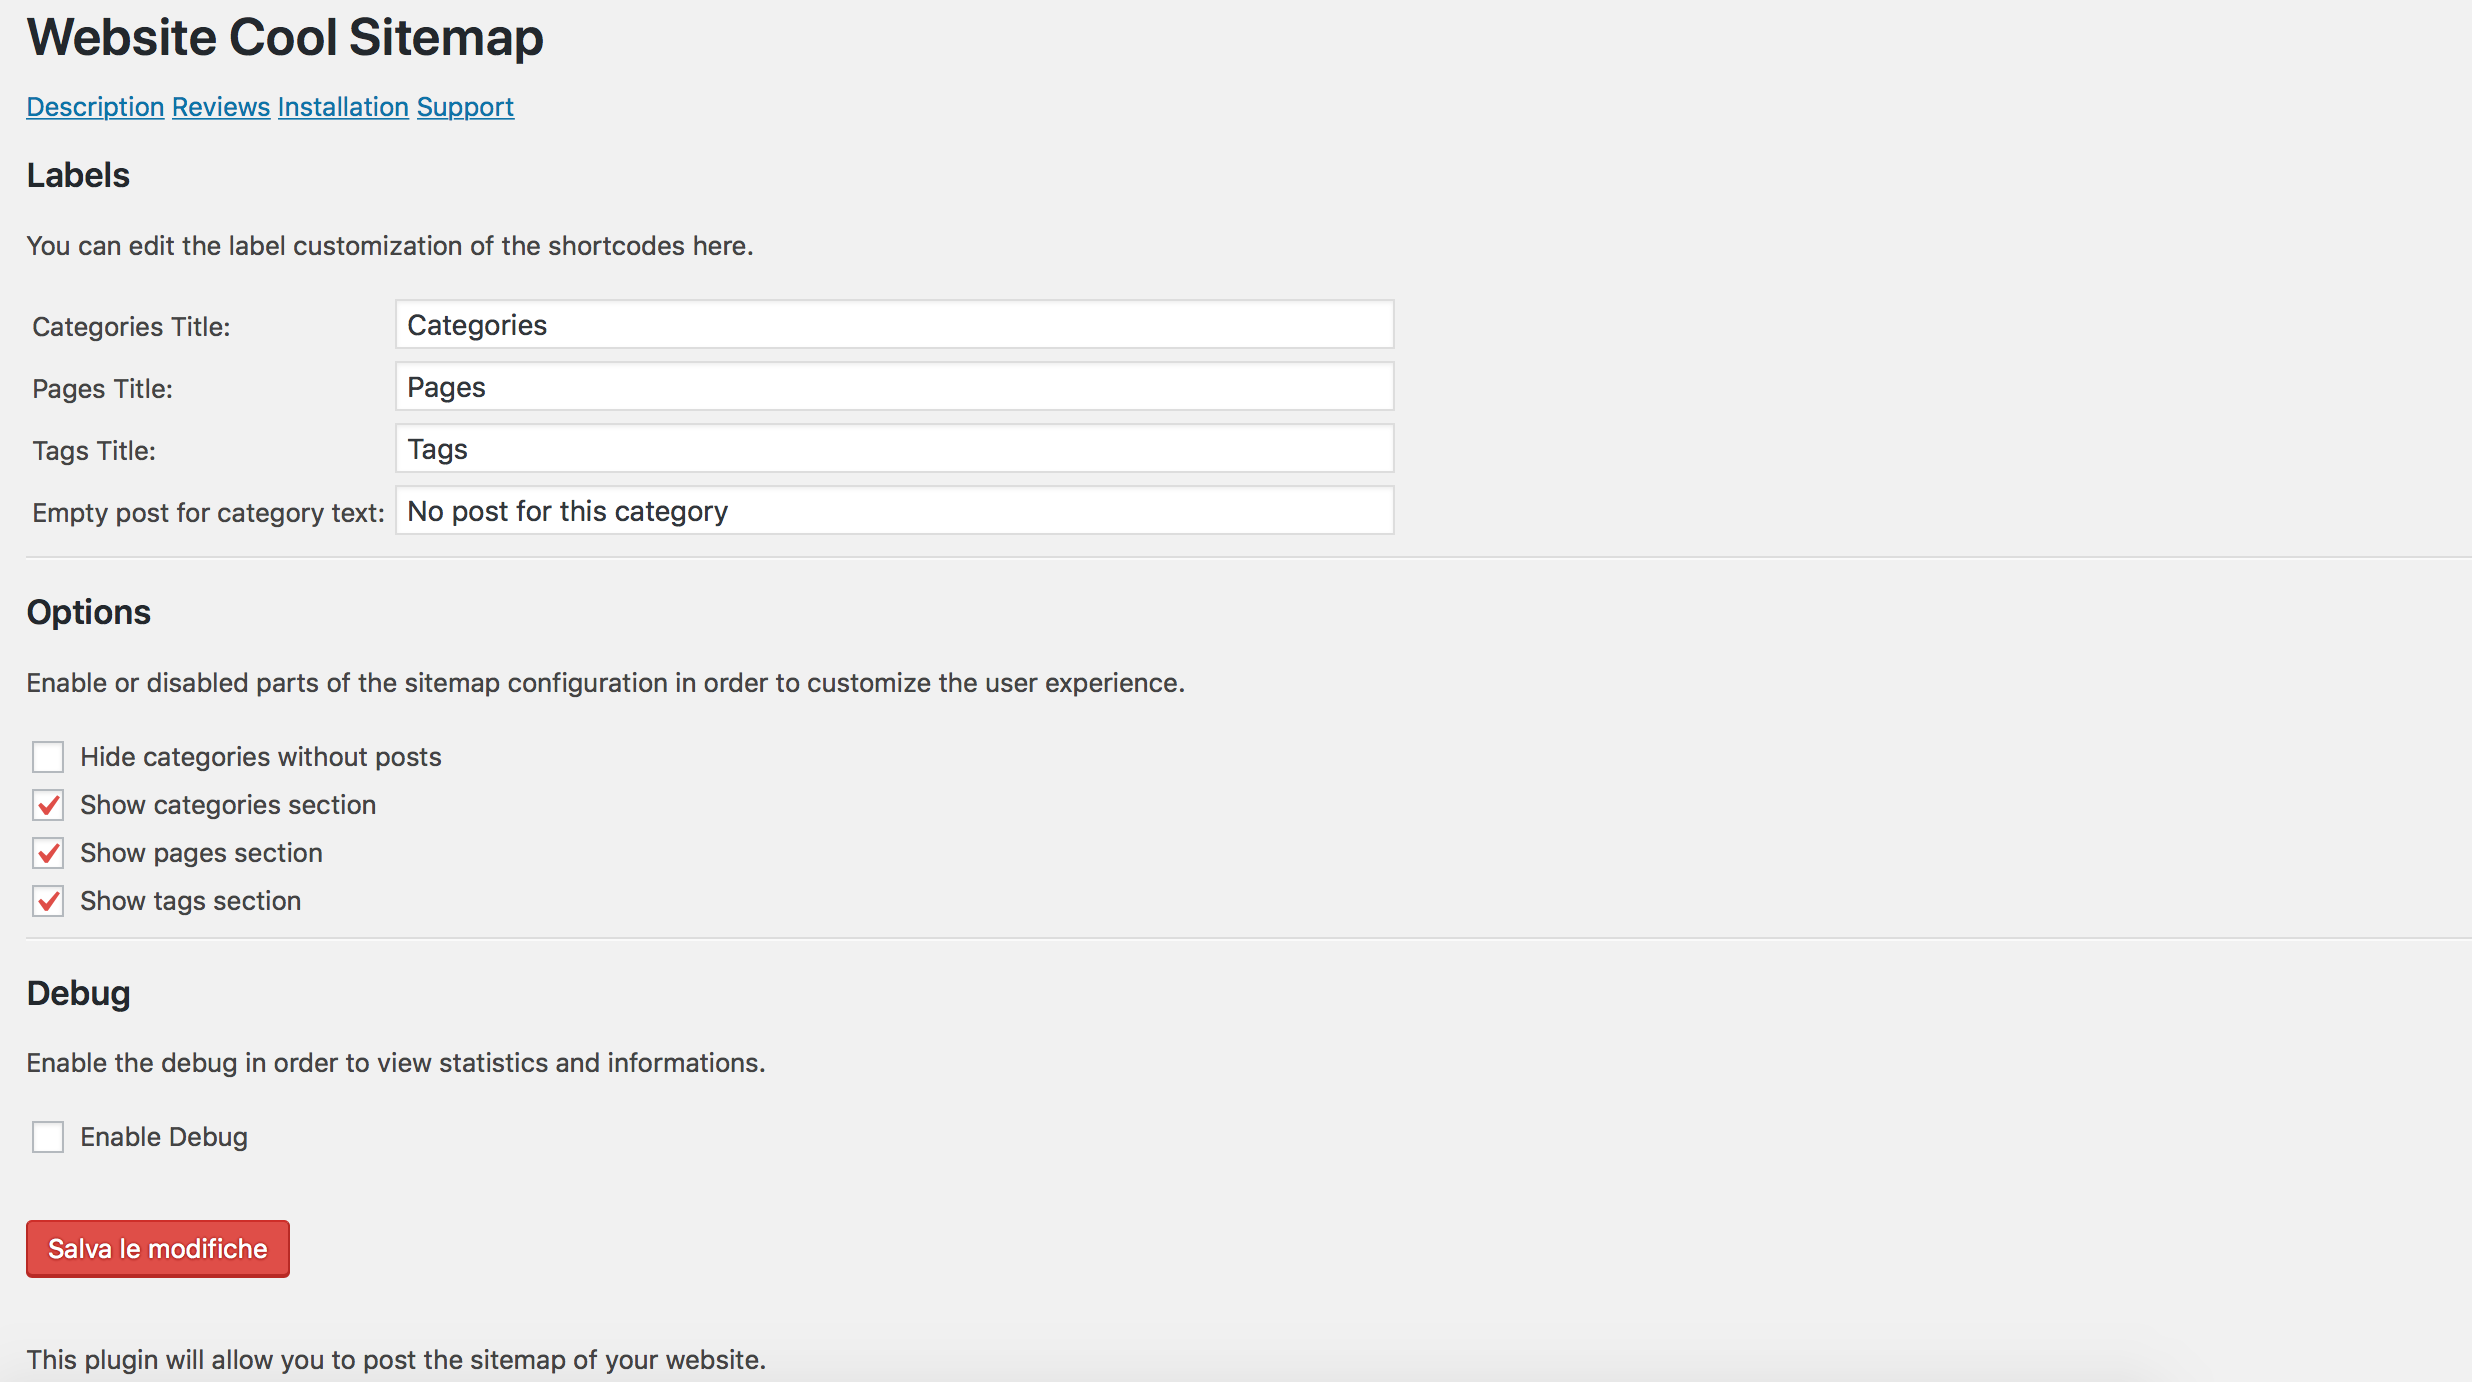 Website Cool Sitemap
Description Reviews Installation Support
Labels
You can edit the label customization of the shortcodes here.
Categories Title: Categories
Pages Title: Pages
Tags Title: Tags
Empty post for category text: No post for this category
Options
Enable or disabled parts of the sitemap configuration in order to customize the user experience.
Hide categories without posts
Show categories section
Show pages section
Show tags section
Debug
Enable the debug in order to view statistics and informations.
Enable Debug
Salva le modifiche
This plugin will allow you to post the sitemap of your website.